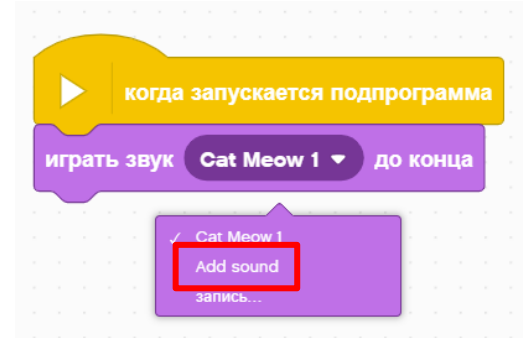 когда запускается подпрограмма
играть звук Cat Meow 1 до конца
✓ Cat Meow 1
Add sound
запись...